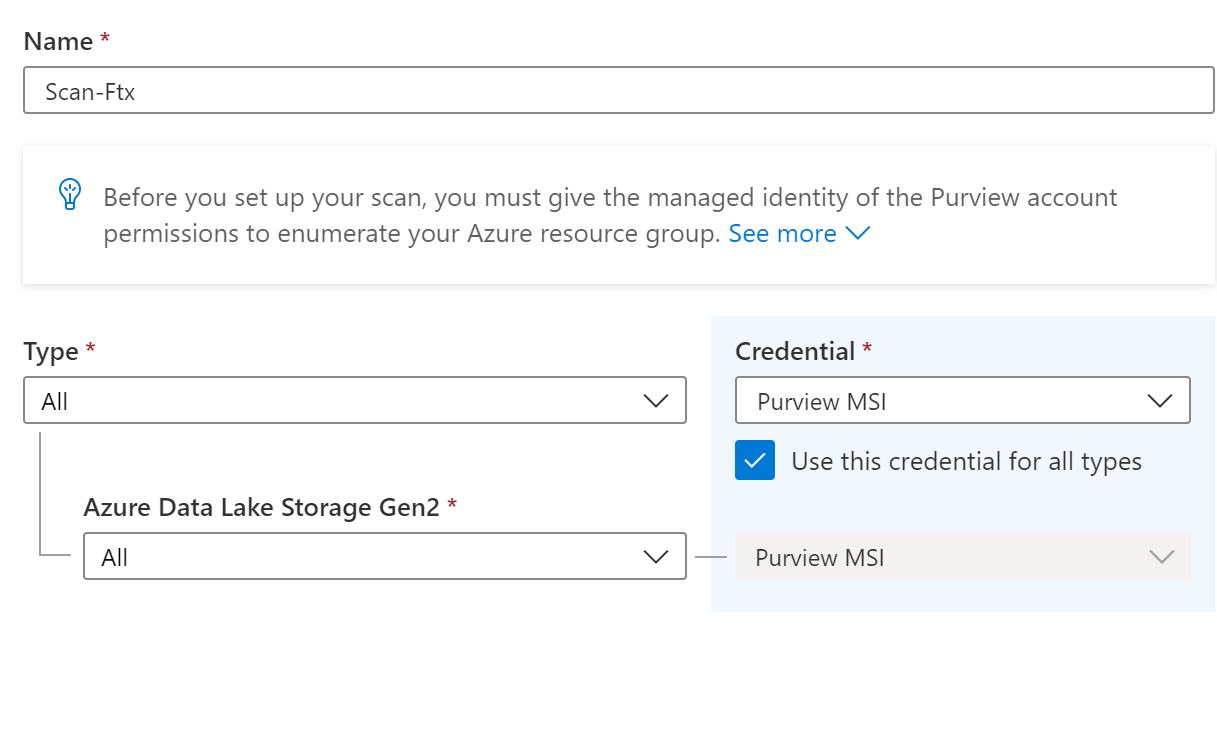 Name *
Scan-Ftx
Before you set up your scan, you must give the managed identity of the Purview account
permissions to enumerate your Azure resource group. See more
Type *
All
Credential *
Purview MSI
Use this credential for all types
Azure Data Lake Storage Gen2 *
All
Purview MSI